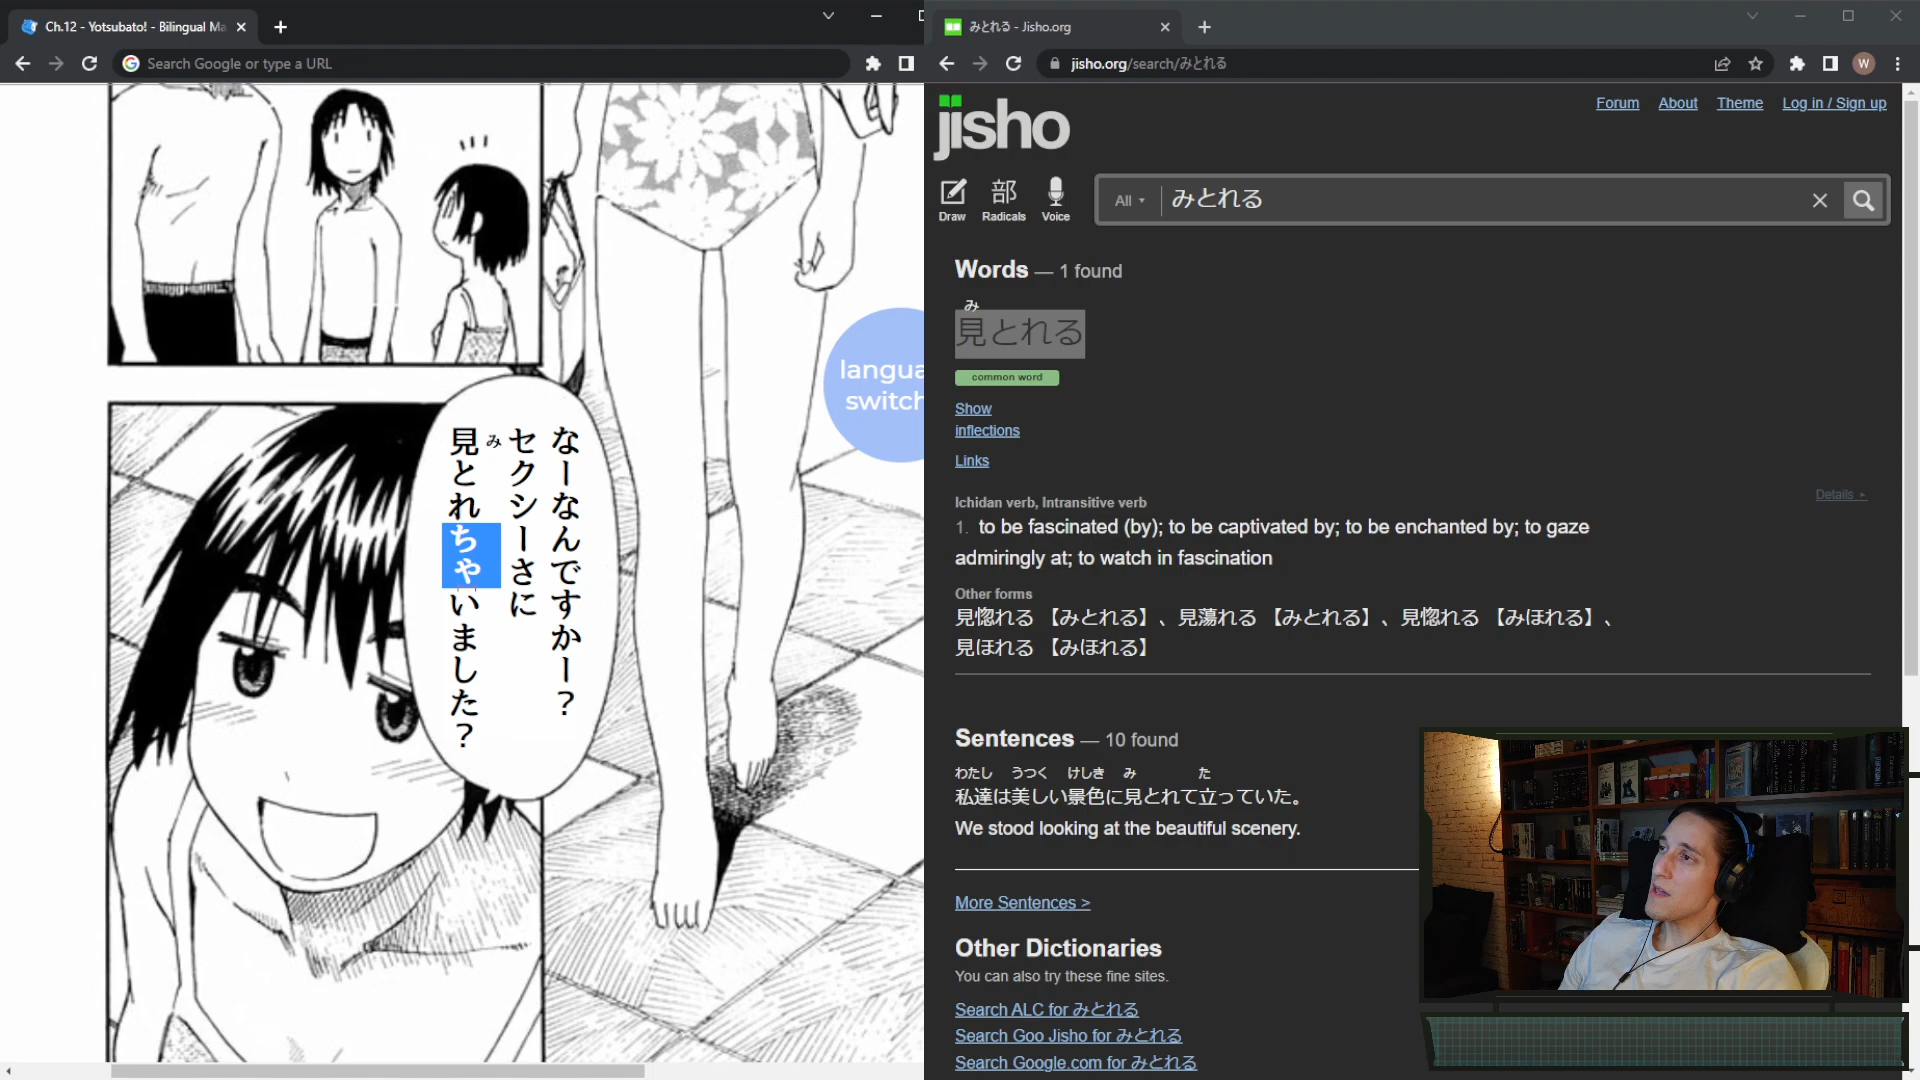 Ch.12 - Yotsubato! - Bilingual Ma
Search Google or type a URL
なーなんですかー？
セクシーさに
見とれちゃいました？
み
langua
switch
みとれる - Jisho.org
jisho.org/search/みとれる
W
jisho
Forum About Theme Log in / Sign up
部
Draw Radicals Voice
All みとれる
Words — 1 found
み
見とれる
common word
Show
inflections
Links
Details
Ichidan verb, Intransitive verb
1. to be fascinated (by); to be captivated by; to be enchanted by; to gaze
admiringly at; to watch in fascination
Other forms
見惚れる 【みとれる】、見蕩れる 【みとれる】、見惚れる 【みほれる】、
見ほれる 【みほれる】
Sentences — 10 found
わたし うつく けしき み た
私達は美しい景色に見とれて立っていた。
We stood looking at the beautiful scenery.
More Sentences >
Other Dictionaries
You can also try these fine sites.
Search ALC for みとれる
Search Goo Jisho for みとれる
Search Google.com for みとれる